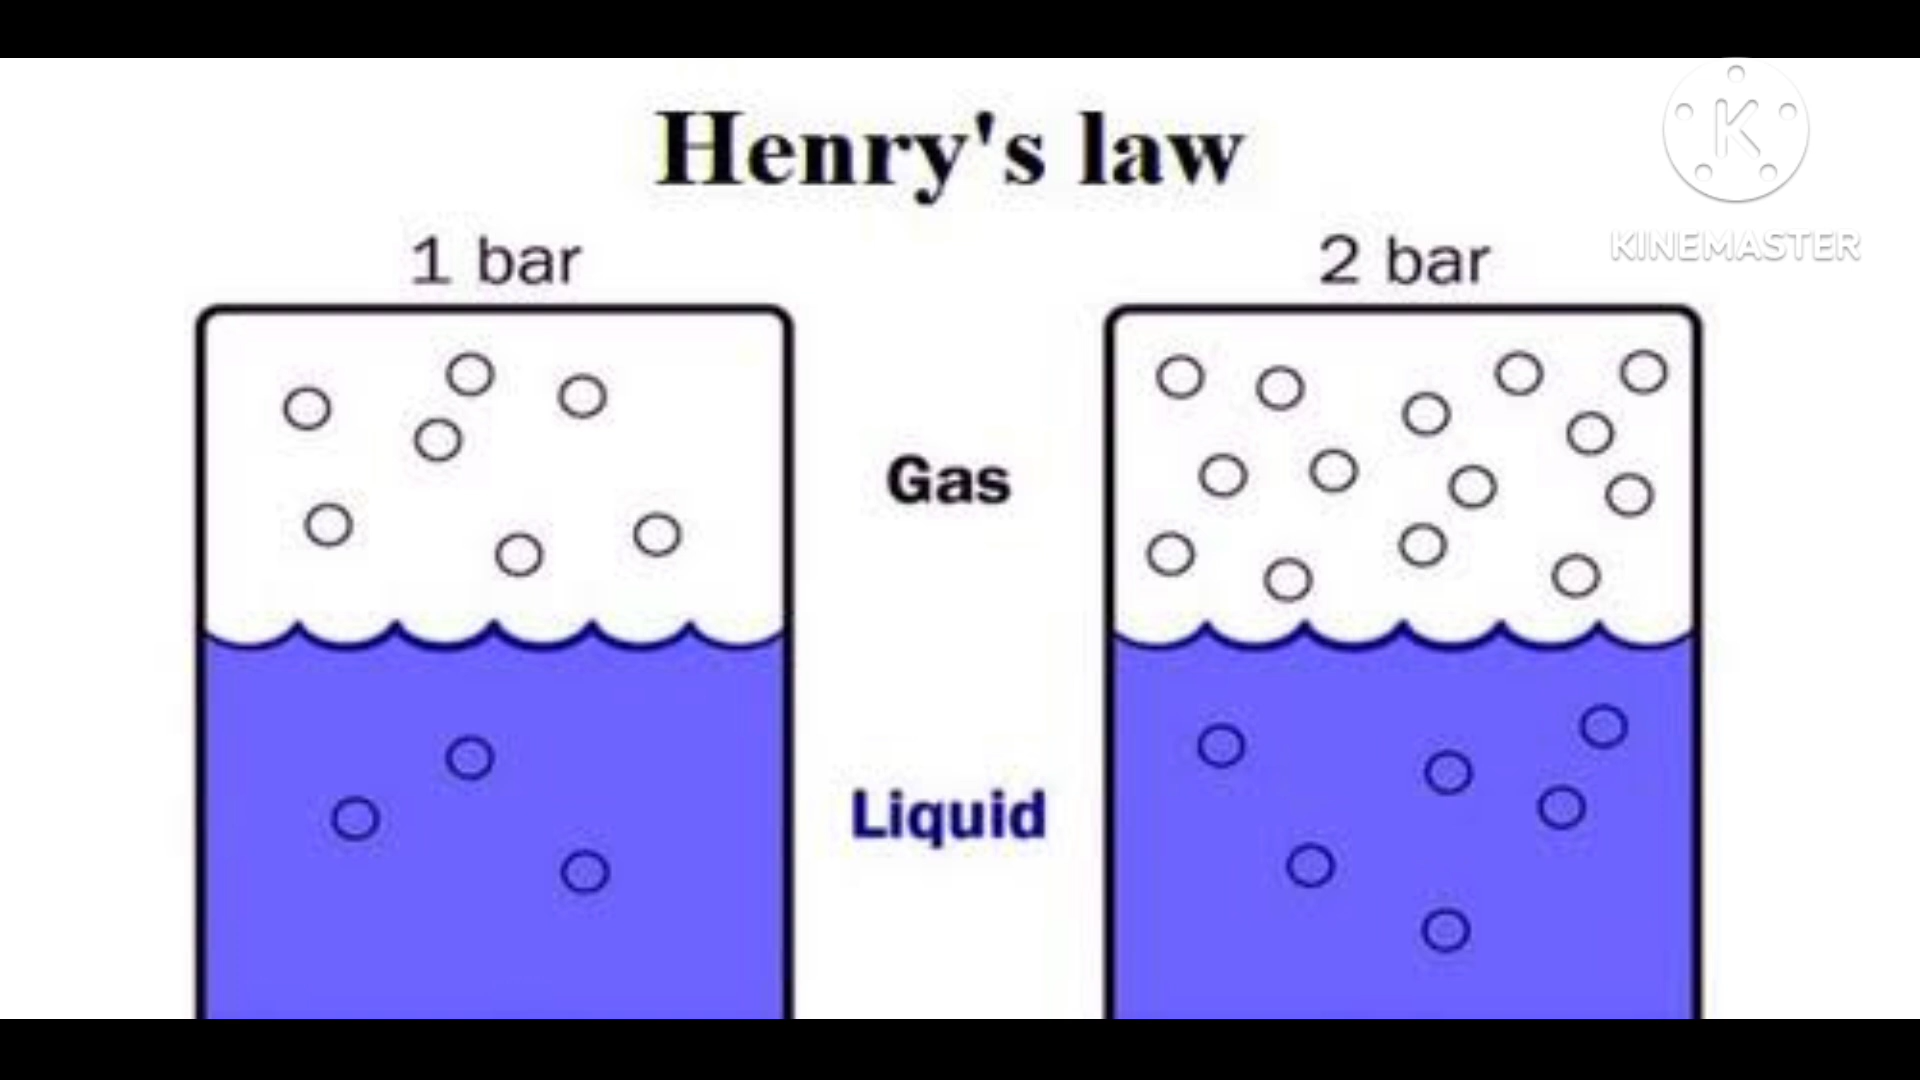 Henry's law
1 bar
2 bar
K
KINEMASTER
Gas
Liquid